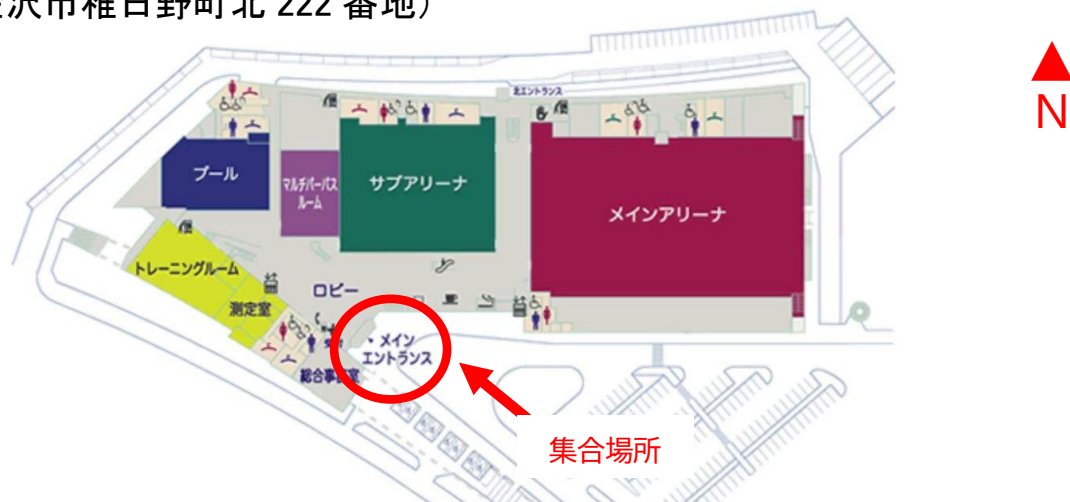 沢市稚日野町北 222 番地）
N
北エントランス
プール
マルチパーパス
ルーム
サブアリーナ
メインアリーナ
トレーニングルーム
測定室
ロビー
メイン
エントランス
総合事務室
集合場所